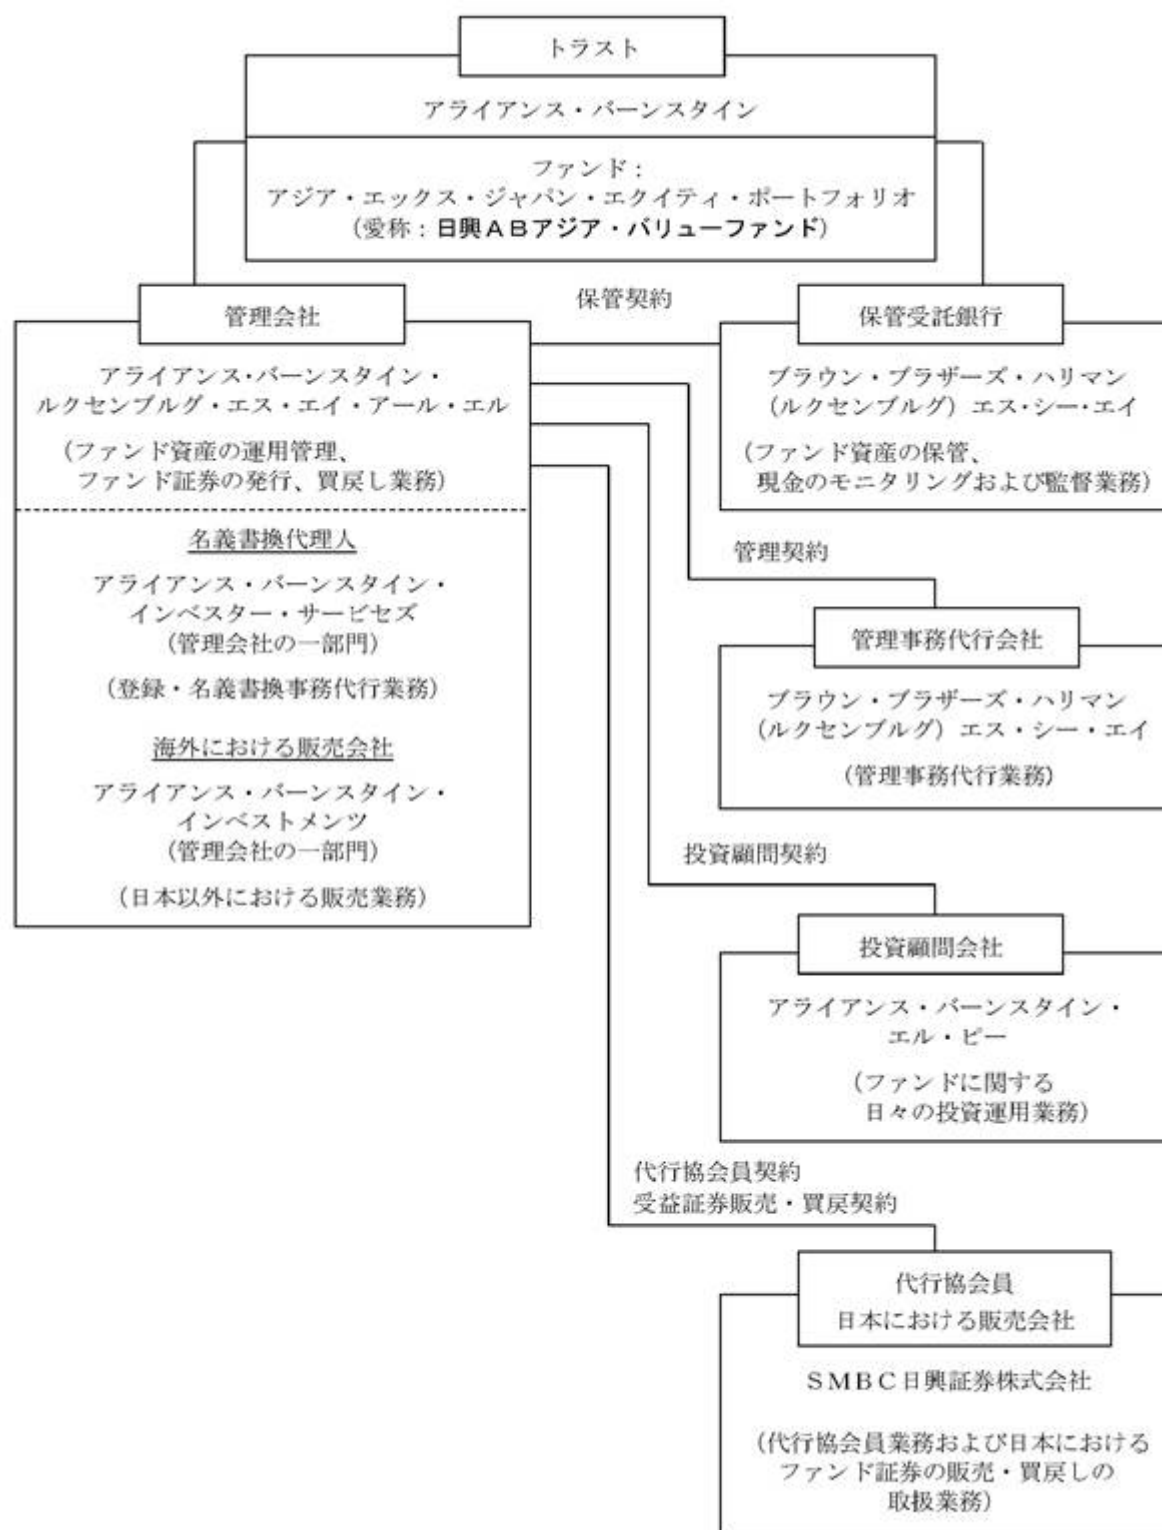 トラスト
アライアンス・バーンスタイン
ファンド：
アジア・エックス・ジャパン・エクイティ・ポートフォリオ
（愛称：日興ＡＢアジア・バリューファンド）
管理会社
アライアンス・バーンスタイン・
ルクセンブルグ・エス・エイ・アール・エル
（ファンド資産の運用管理、
ファンド証券の発行、買戻し業務）
名義書換代理人
アライアンス・バーンスタイン・
インベスター・サービセズ
（管理会社の一部門）
（登録・名義書換事務代行業務）
海外における販売会社
アライアンス・バーンスタイン・
インベストメンツ
（管理会社の一部門）
（日本以外における販売業務）
保管契約
保管受託銀行
ブラウン・ブラザーズ・ハリマン
（ルクセンブルグ）エス・シー・エイ
（ファンド資産の保管、
現金のモニタリングおよび監督業務）
管理契約
管理事務代行会社
ブラウン・ブラザーズ・ハリマン
（ルクセンブルグ）エス・シー・エイ
（管理事務代行業務）
投資顧問契約
投資顧問会社
アライアンス・バーンスタイン・
エル・ピー
（ファンドに関する
日々の投資運用業務）
代行協会員契約
受益証券販売・買戻契約
代行協会員
日本における販売会社
ＳＭＢＣ日興証券株式会社
（代行協会員業務および日本における
ファンド証券の販売・買戻しの
取扱業務）